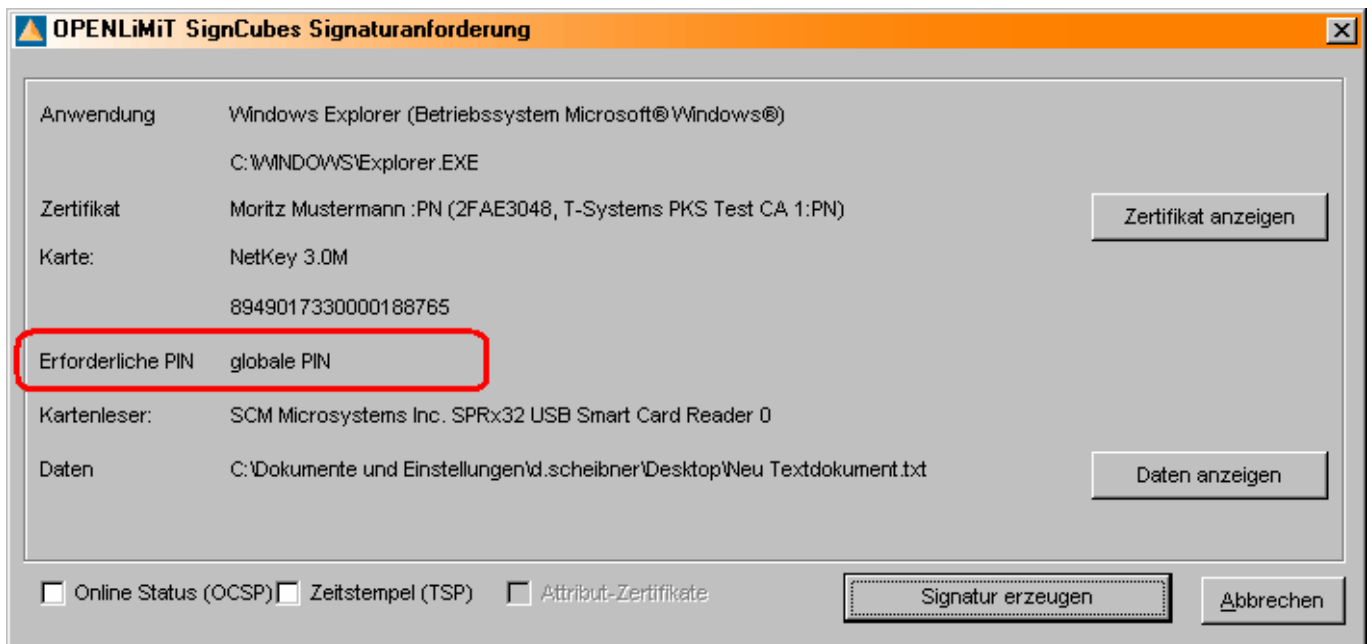 OPENLiMiT SignCubes Signaturanforderung
Anwendung Windows Explorer (Betriebssystem Microsoft® Windows®)
C:\WINDOWS\Explorer.EXE
Zertifikat Moritz Mustermann :PN (2FAE3048, T-Systems PKS Test CA 1:PN) Zertifikat anzeigen
Karte: NetKey 3.0M
8949017330000188765
Erforderliche PIN globale PIN
Kartenleser: SCM Microsystems Inc. SPRx32 USB Smart Card Reader 0
Daten C:\Dokumente und Einstellungen\d.scheibner\Desktop\Neu Textdokument.txt Daten anzeigen
Online Status (OCSP) Zeitstempel (TSP) Attribut-Zertifikate Signatur erzeugen Abbrechen